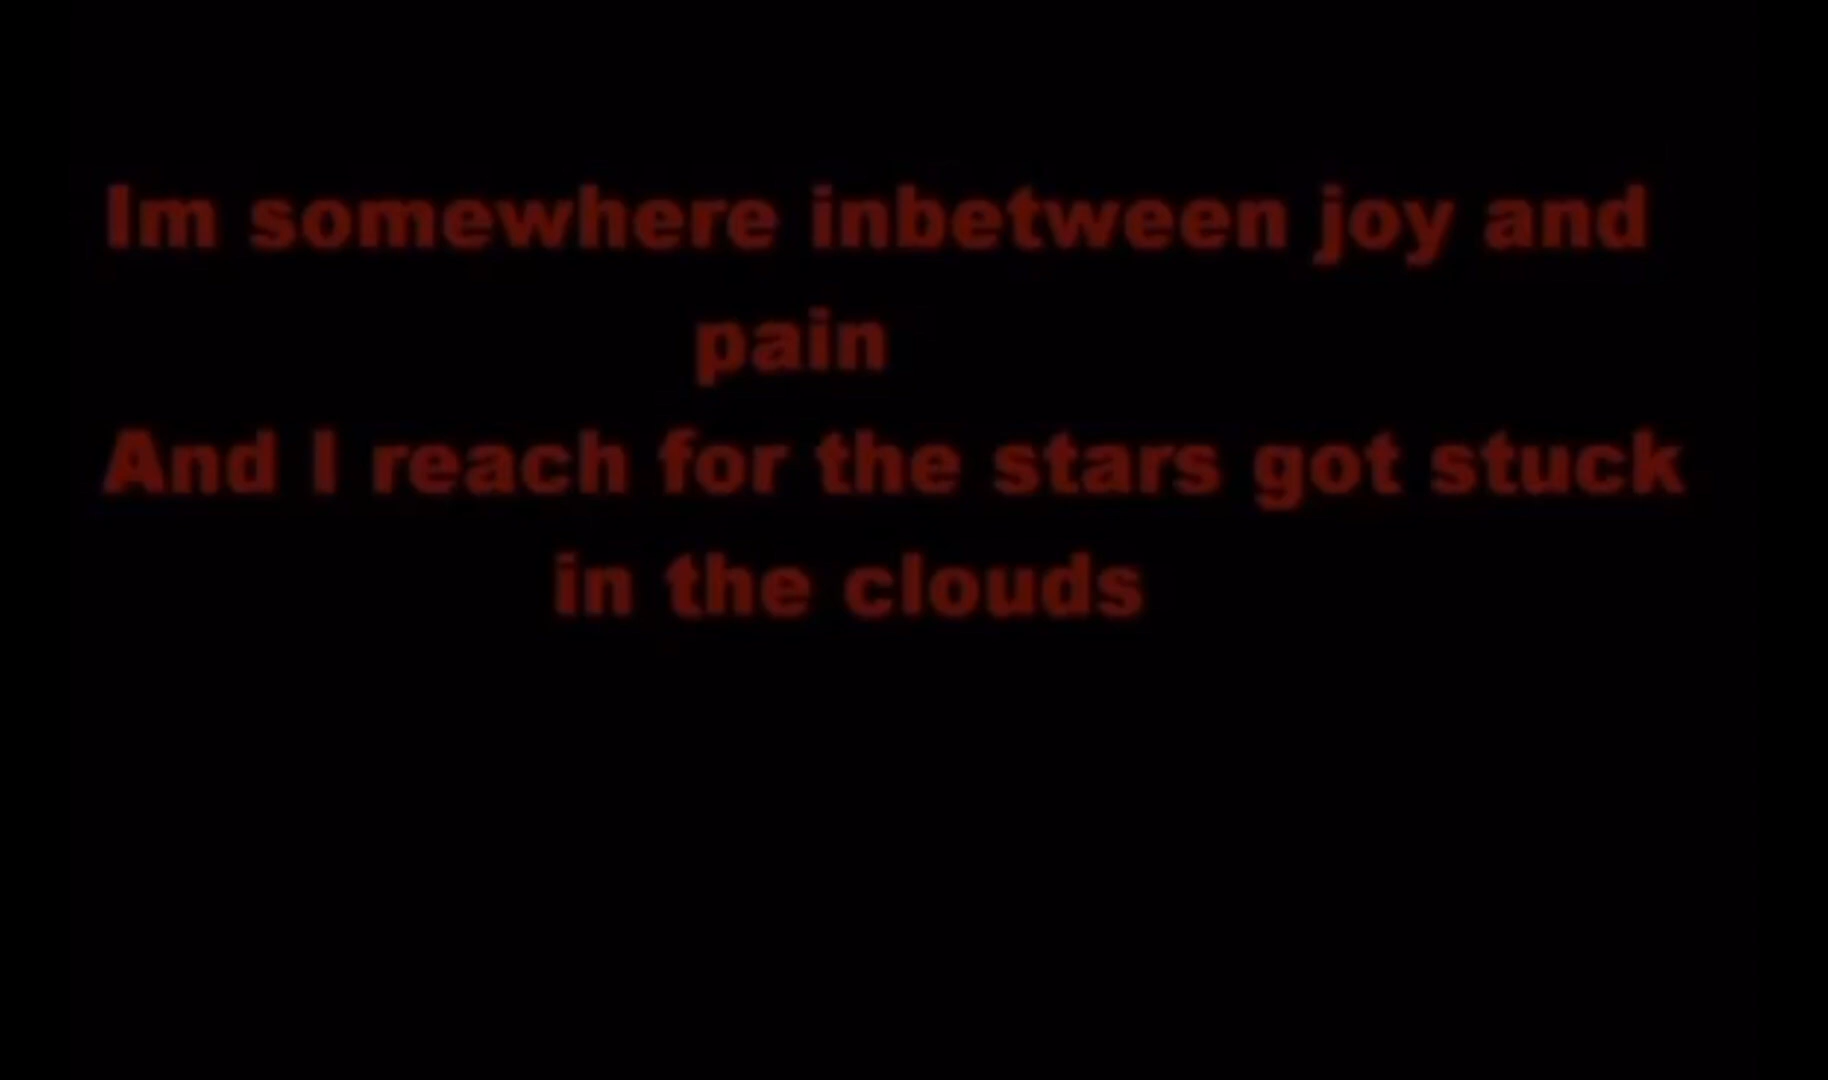 Im somewhere inbetween joy and
pain
And I reach for the stars got stuck
in the clouds